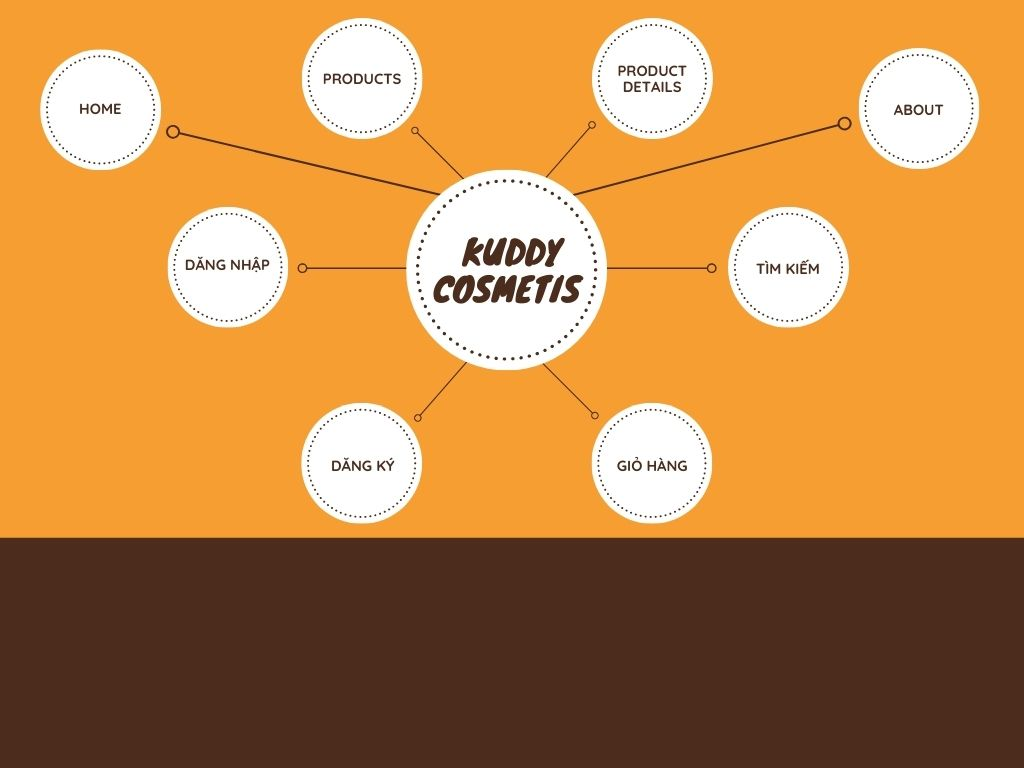 HOME
PRODUCTS
PRODUCT
DETAILS
ABOUT
DĂNG NHẬP
KUDDY
COSMETIS
TÌM KIẾM
DĂNG KÝ
GIỎ HÀNG